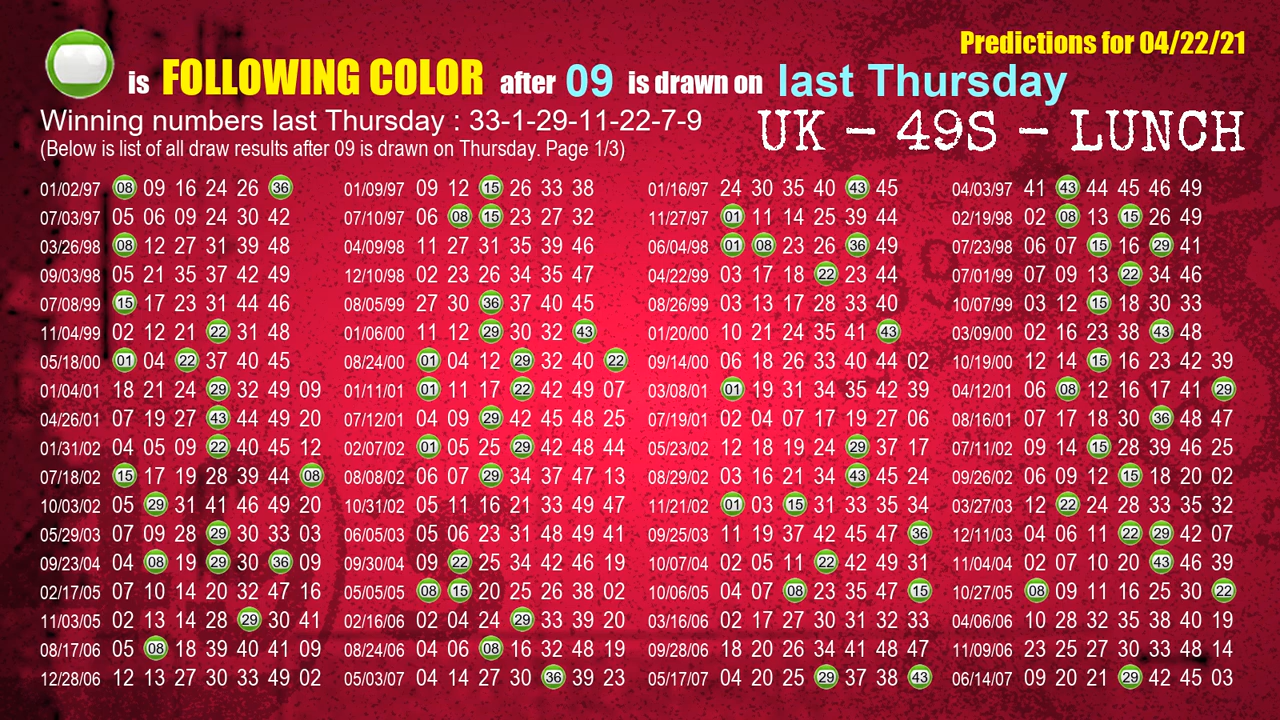 Predictions for 04/22/21
is FOLLOWING COLOR after 09 is drawn on last Thursday
Winning numbers last Thursday : 33-1-29-11-22-7-9
UK - 49S - LUNCH
(Below is list of all draw results after 09 is drawn on Thursday. Page 1/3)
01/02/97 08 09 16 24 26 36 01/09/97 09 12 15 26 33 38 01/16/97 24 30 35 40 43 45 04/03/97 41 43 44 45 46 49
07/03/97 05 06 09 24 30 42 07/10/97 06 08 15 23 27 32 11/27/97 01 11 14 25 39 44 02/19/98 02 08 13 15 26 49
03/26/98 08 12 27 31 39 48 04/09/98 11 27 31 35 39 46 06/04/98 01 08 23 26 36 49 07/23/98 06 07 15 16 29 41
09/03/98 05 21 35 37 42 49 12/10/98 02 23 26 34 35 47 04/22/99 03 17 18 22 23 44 07/01/99 07 09 13 22 34 46
07/08/99 15 17 23 31 44 46 08/05/99 27 30 36 37 40 45 08/26/99 03 13 17 28 33 40 10/07/99 03 12 15 18 30 33
11/04/99 02 12 21 22 31 48 01/06/00 11 12 29 30 32 43 01/20/00 10 21 24 35 41 43 03/09/00 02 16 23 38 43 48
05/18/00 01 04 22 37 40 45 08/24/00 01 04 12 29 32 40 22 09/14/00 06 18 26 33 40 44 02 10/19/00 12 14 15 16 23 42 39
01/04/01 18 21 24 29 32 49 09 01/11/01 01 11 17 22 42 49 07 03/08/01 01 19 31 34 35 42 39 04/12/01 06 08 12 16 17 41 29
04/26/01 07 19 27 43 44 49 20 07/12/01 04 09 29 42 45 48 25 07/19/01 02 04 07 17 19 27 06 08/16/01 07 17 18 30 36 48 47
01/31/02 04 05 09 22 40 45 12 02/07/02 01 05 25 29 42 48 44 05/23/02 12 18 19 24 29 37 17 07/11/02 09 14 15 28 39 46 25
07/18/02 15 17 19 28 39 44 08 08/08/02 06 07 29 34 37 47 13 08/29/02 03 16 21 34 43 45 24 09/26/02 06 09 12 15 18 20 02
10/03/02 05 29 31 41 46 49 20 10/31/02 05 11 16 21 33 49 47 11/21/02 01 03 15 31 33 35 34 03/27/03 12 22 24 28 33 35 32
05/29/03 07 09 28 29 30 33 03 06/05/03 05 06 23 31 48 49 41 09/25/03 11 19 37 42 45 47 36 12/11/03 04 06 11 22 29 42 07
09/23/04 04 08 19 29 30 36 09 09/30/04 09 22 25 34 42 46 19 10/07/04 02 05 11 22 42 49 31 11/04/04 02 07 10 20 43 46 39
02/17/05 07 10 14 20 32 47 16 05/05/05 08 15 20 25 26 38 02 10/06/05 04 07 08 23 35 47 15 10/27/05 08 09 11 16 25 30 22
11/03/05 02 13 14 28 29 30 41 02/16/06 02 04 24 29 33 39 20 03/16/06 02 17 27 30 31 32 33 04/06/06 10 28 32 35 38 40 19
08/17/06 05 08 18 39 40 41 09 08/24/06 04 06 08 16 32 48 19 09/28/06 18 20 26 34 41 48 47 11/09/06 23 25 27 30 33 48 14
12/28/06 12 13 27 30 33 49 02 05/03/07 04 14 27 30 36 39 23 05/17/07 04 20 25 29 37 38 43 06/14/07 09 20 21 29 42 45 03